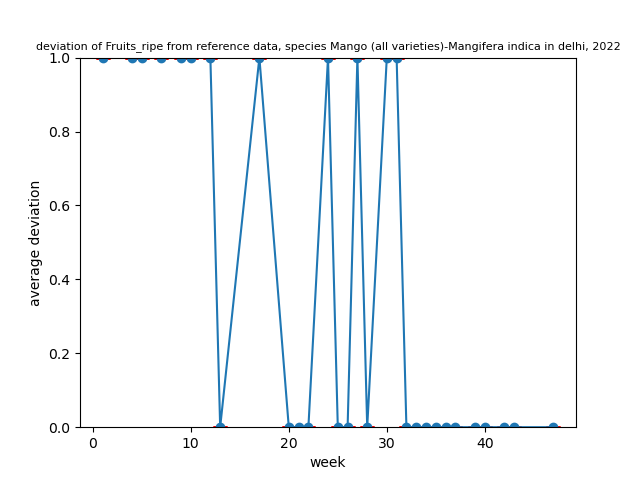 deviation of Fruits_ripe from reference data, species Mango (all varieties)-Mangifera indica in delhi, 2022
1.0
0.8
0.6
0.4
0.2
0.0
average deviation
0 10 20 30 40
week